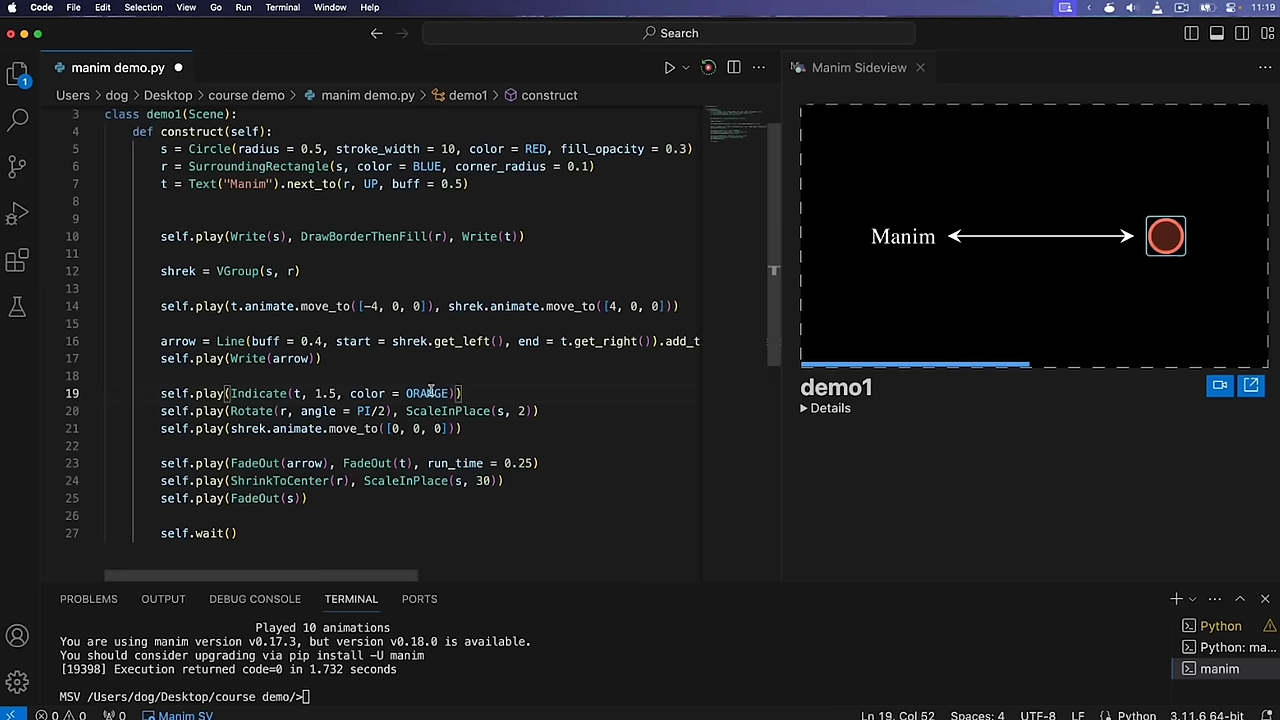 Code File Edit Selection View Go Run Terminal Window Help 11:19
Search
manim demo.py
Manim Sideview
Users > dog > Desktop > course demo > manim demo.py > demo1 > construct
3 class demo1(Scene):
4 def construct(self):
5 s = Circle(radius = 0.5, stroke_width = 10, color = RED, fill_opacity = 0.3)
6 r = SurroundingRectangle(s, color = BLUE, corner_radius = 0.1)
7 t = Text("Manim").next_to(r, UP, buff = 0.5)
8
9
10 self.play(Write(s), DrawBorderThenFill(r), Write(t))
11
12 shrek = VGroup(s, r)
13
14 self.play(t.animate.move_to([-4, 0, 0]), shrek.animate.move_to([4, 0, 0]))
15
16 arrow = Line(buff = 0.4, start = shrek.get_left(), end = t.get_right()).add_t
17 self.play(Write(arrow))
18
19 self.play(Indicate(t, 1.5, color = ORANGE))
20 self.play(Rotate(r, angle = PI/2), ScaleInPlace(s, 2))
21 self.play(shrek.animate.move_to([0, 0, 0]))
22
23 self.play(FadeOut(arrow), FadeOut(t), run_time = 0.25)
24 self.play(ShrinkToCenter(r), ScaleInPlace(s, 30))
25 self.play(FadeOut(s))
26
27 self.wait()
Manim
demo1
Details
1
PROBLEMS OUTPUT DEBUG CONSOLE TERMINAL PORTS
Played 10 animations
You are using manim version v0.17.3, but version v0.18.0 is available.
You should consider upgrading via pip install -U manim
[19398] Execution returned code=0 in 1.732 seconds
MSV /Users/dog/Desktop/course demo/>
Python
Python: ma...
manim
0 0 0 Manim SV Ln 19, Col 52 Spaces: 4 UTF-8 LF Python 3.11.6 64-bit